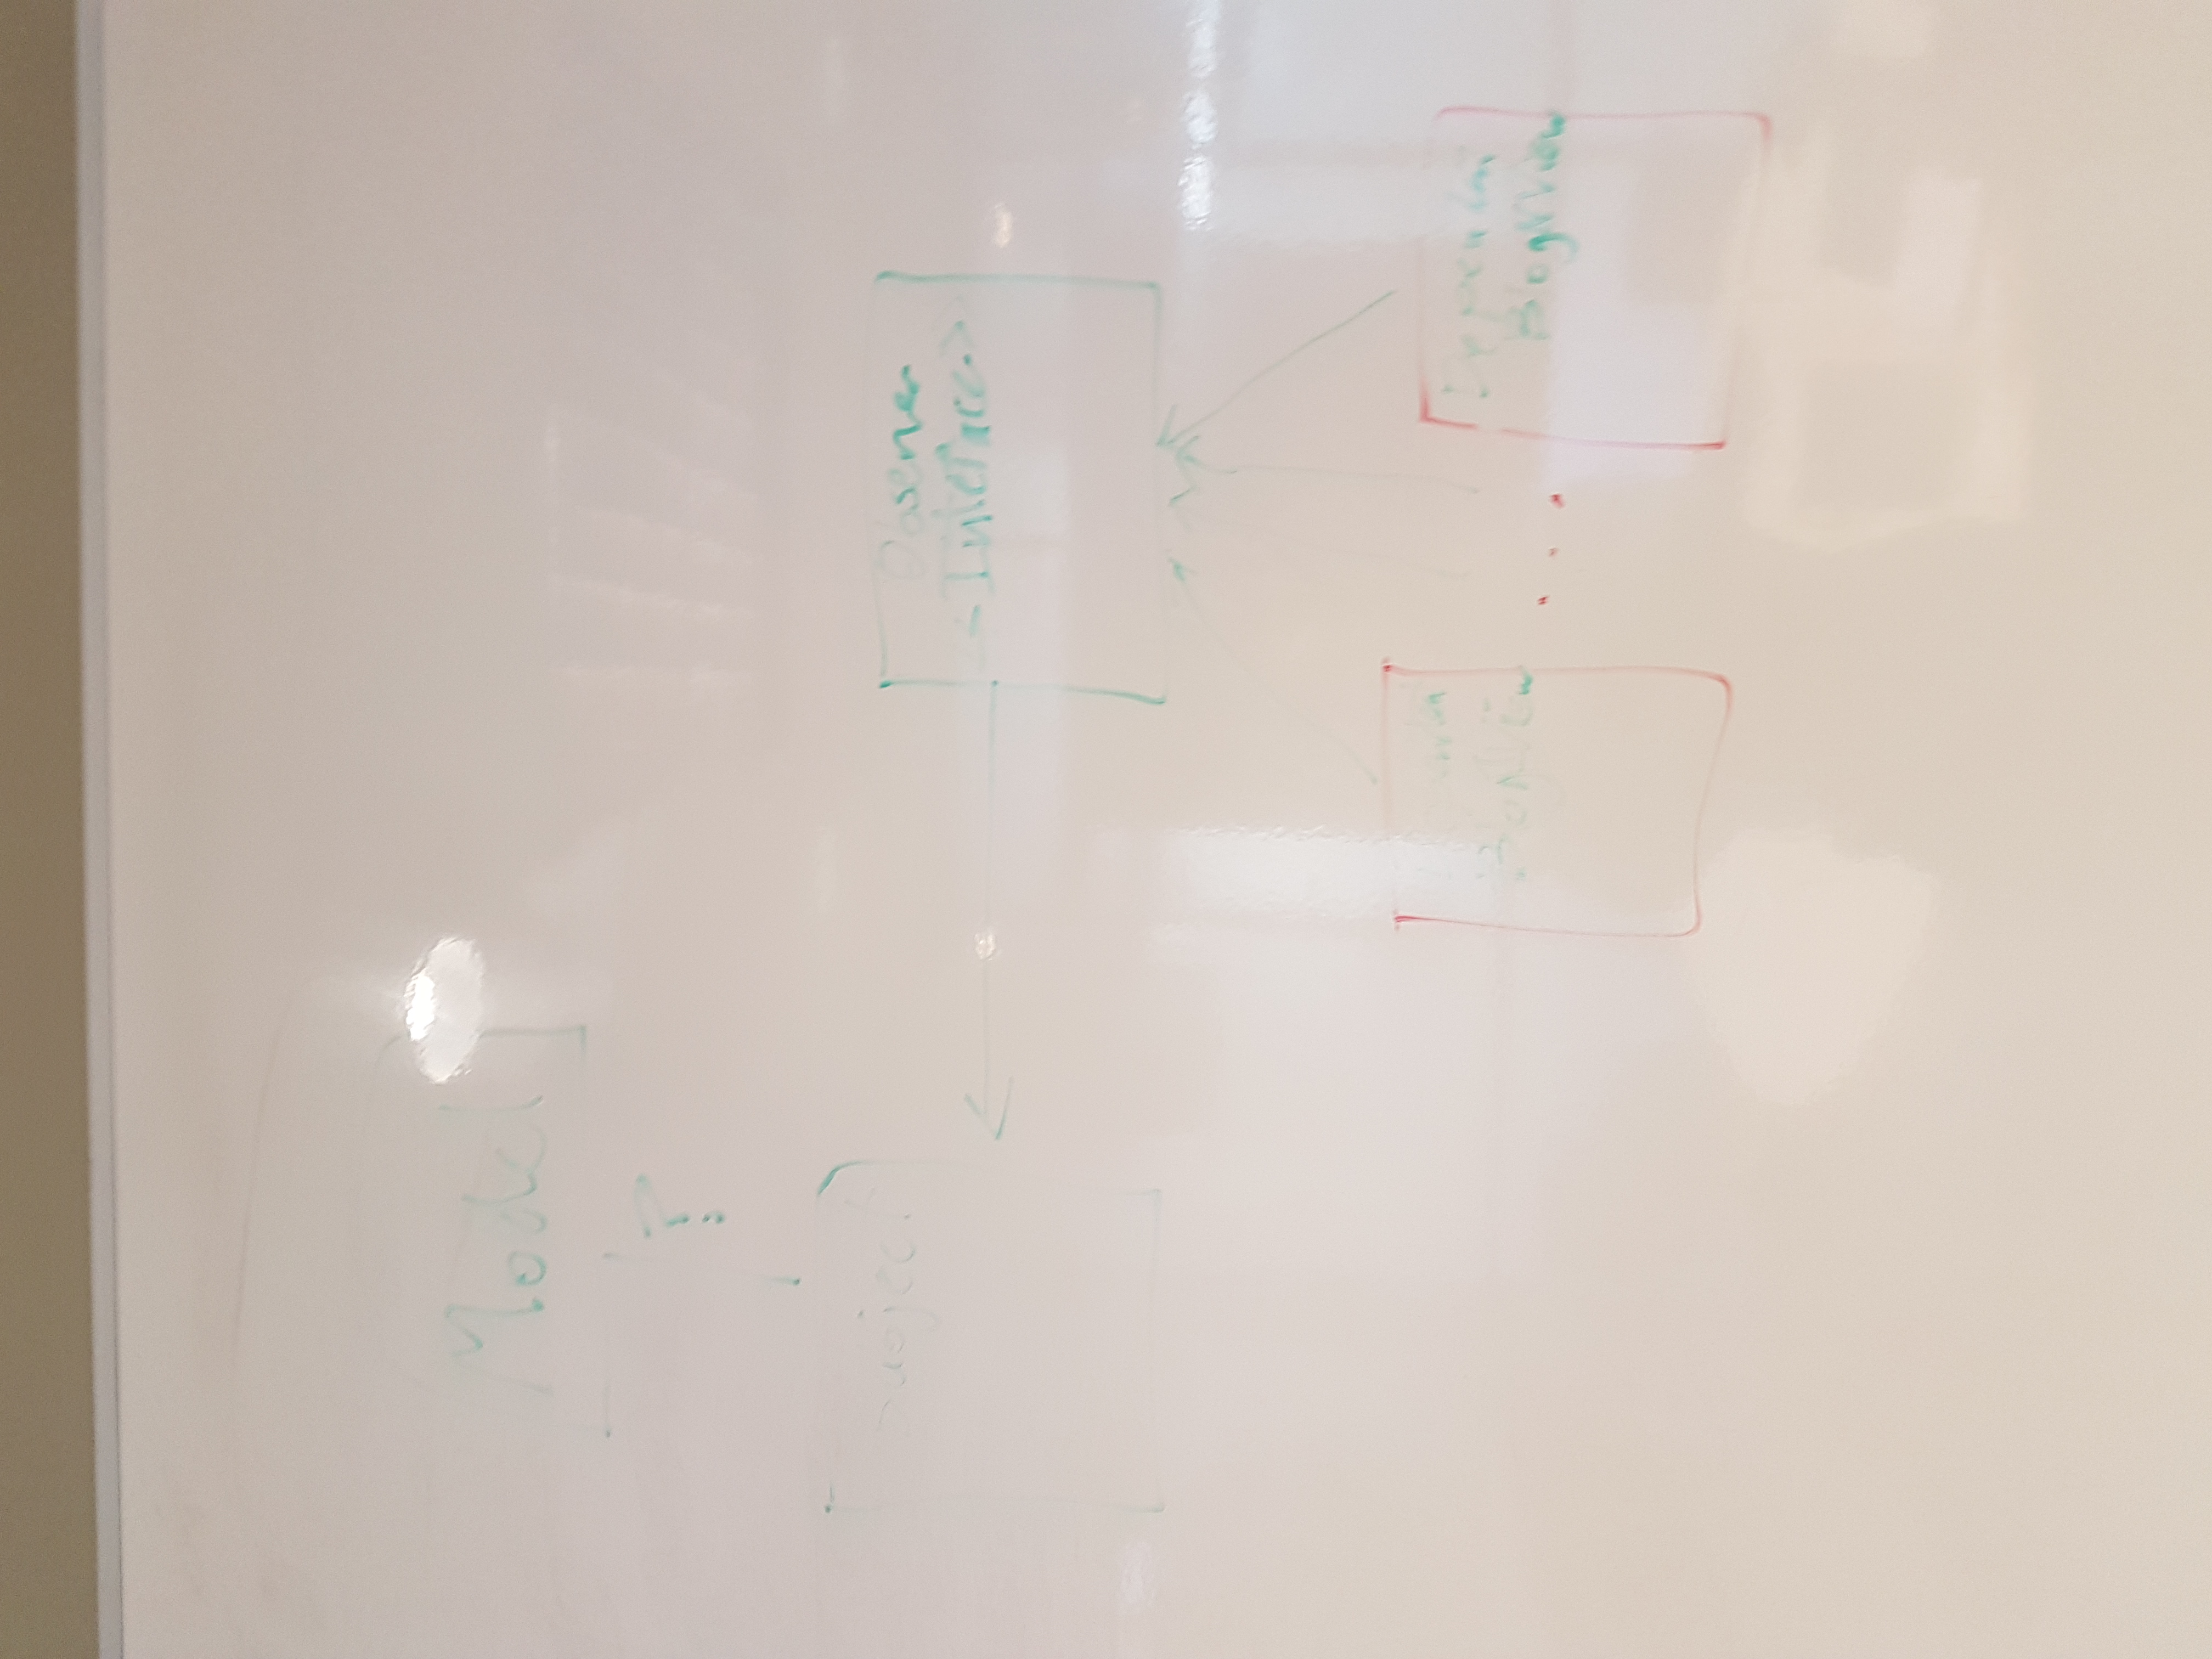 Model
?
Subject
Observer
<<Interface>>
BlogView
...
Dependent
BlogView